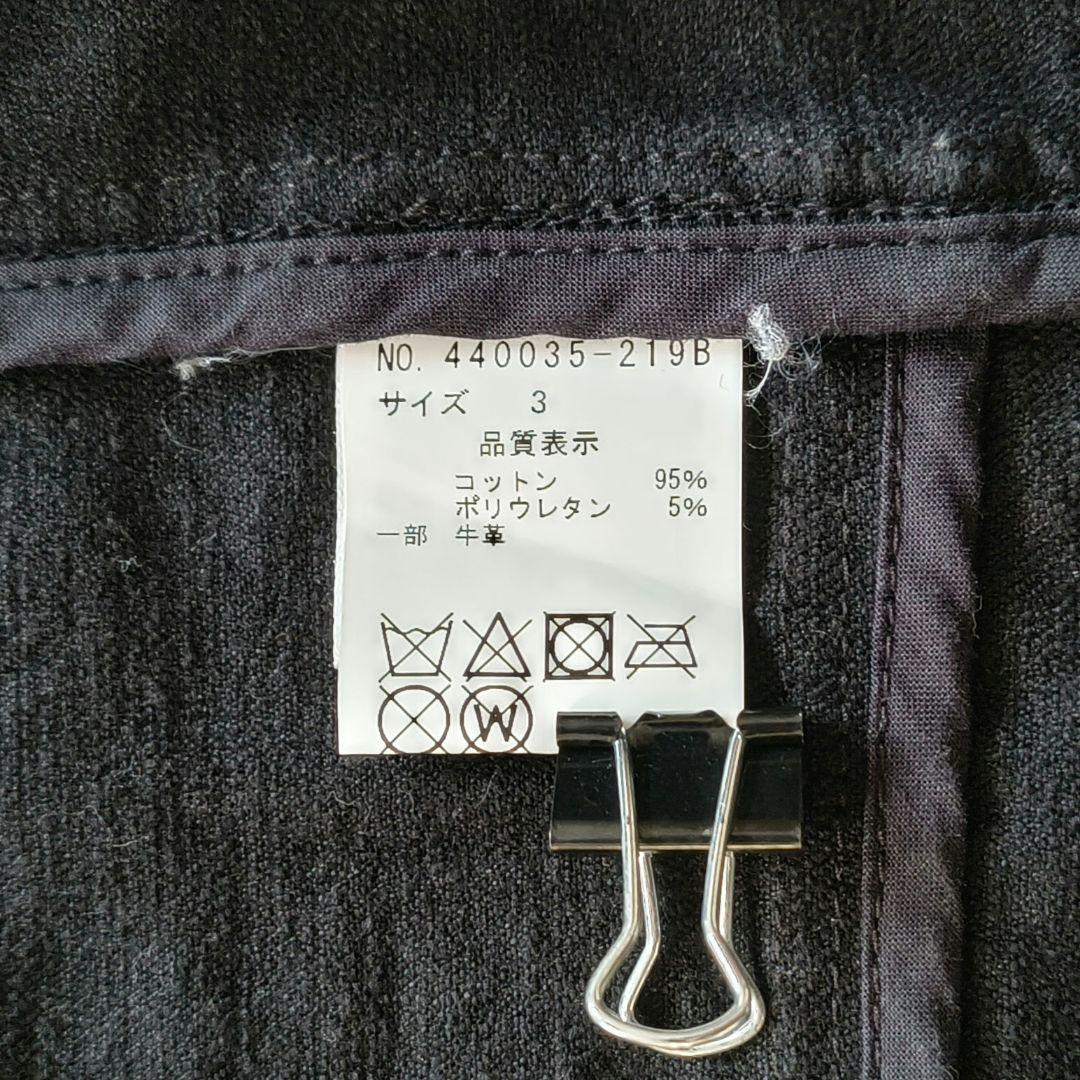 NO. 440035-219B
サイズ 3
品質表示
コットン 95%
ポリウレタン 5%
一部 牛革
W